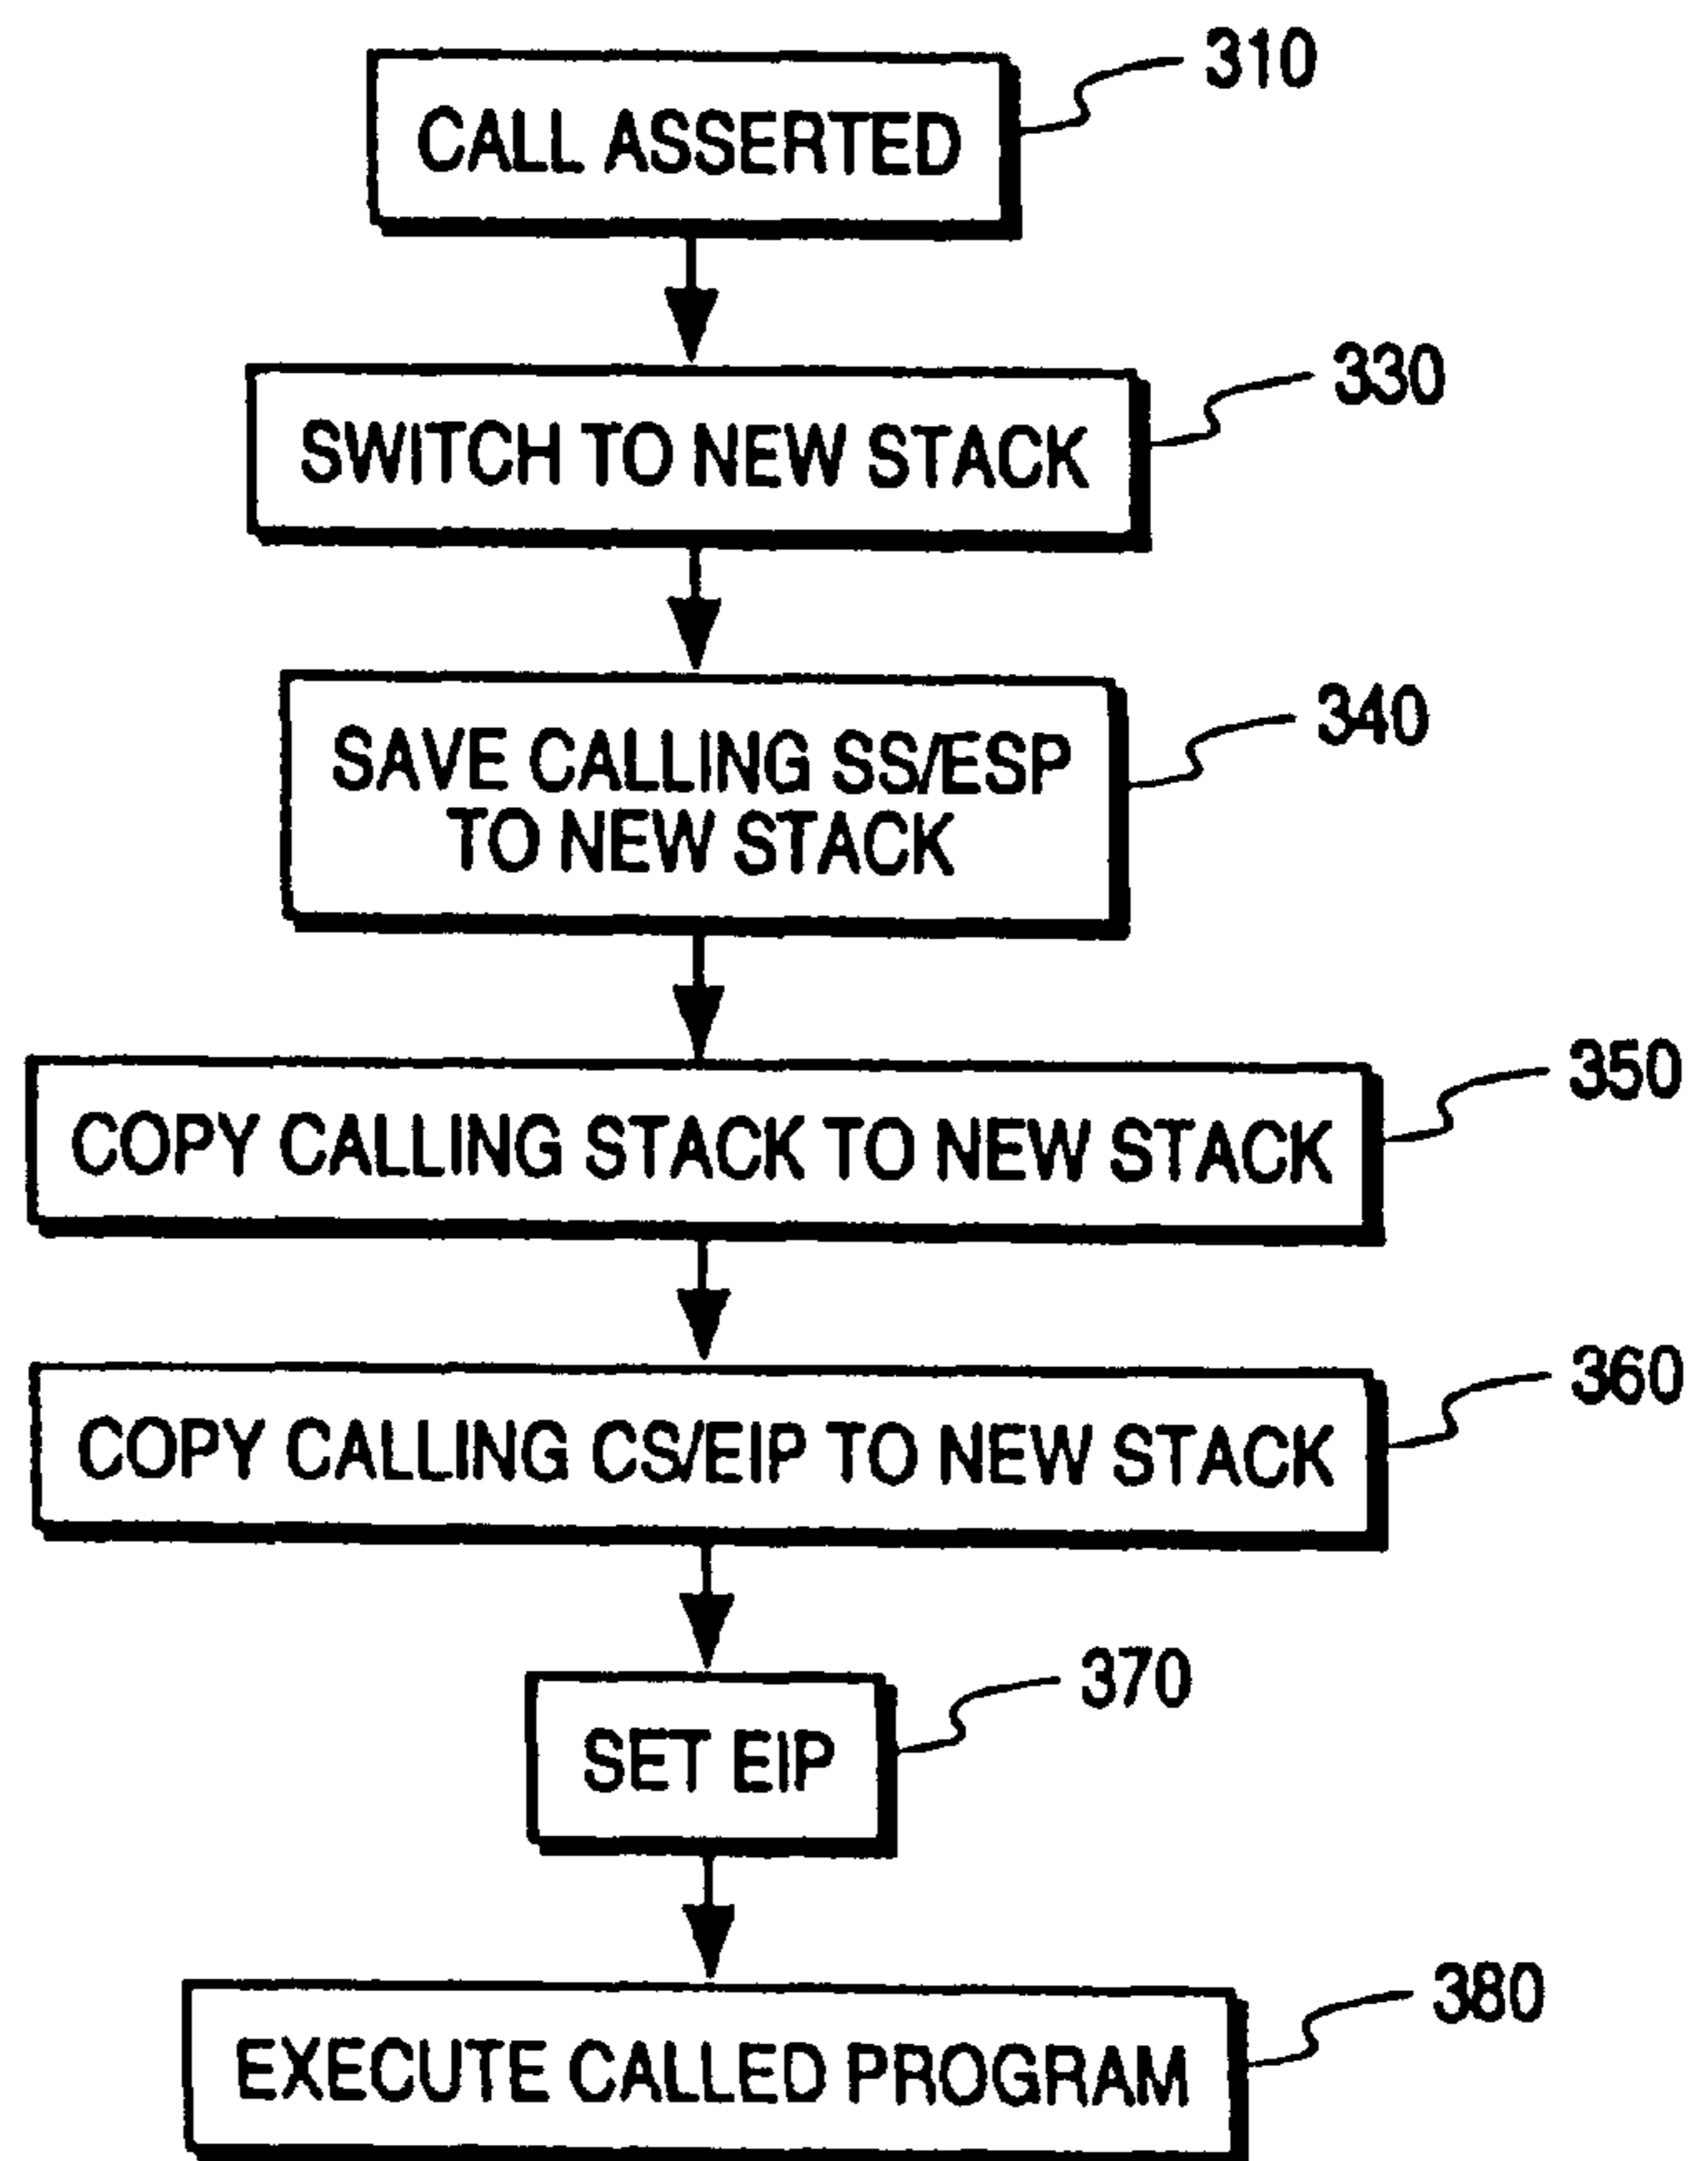 310
CALL ASSERTED
330
SWITCH TO NEW STACK
340
SAVE CALLING SS/ESP
TO NEW STACK
350
COPY CALLING STACK TO NEW STACK
360
COPY CALLING CS/EIP TO NEW STACK
370
SET EIP
380
EXECUTE CALLED PROGRAM